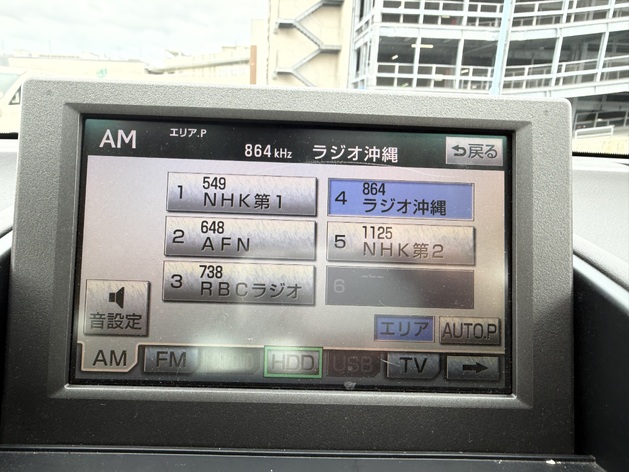 AM エリア.P
864 kHz ラジオ沖縄
戻る
1 549 NHK第1
4 864 ラジオ沖縄
2 648 AFN
5 1125 NHK第2
3 738 RBCラジオ
6
音設定
エリア AUTO.P
AM FM HDD USB TV